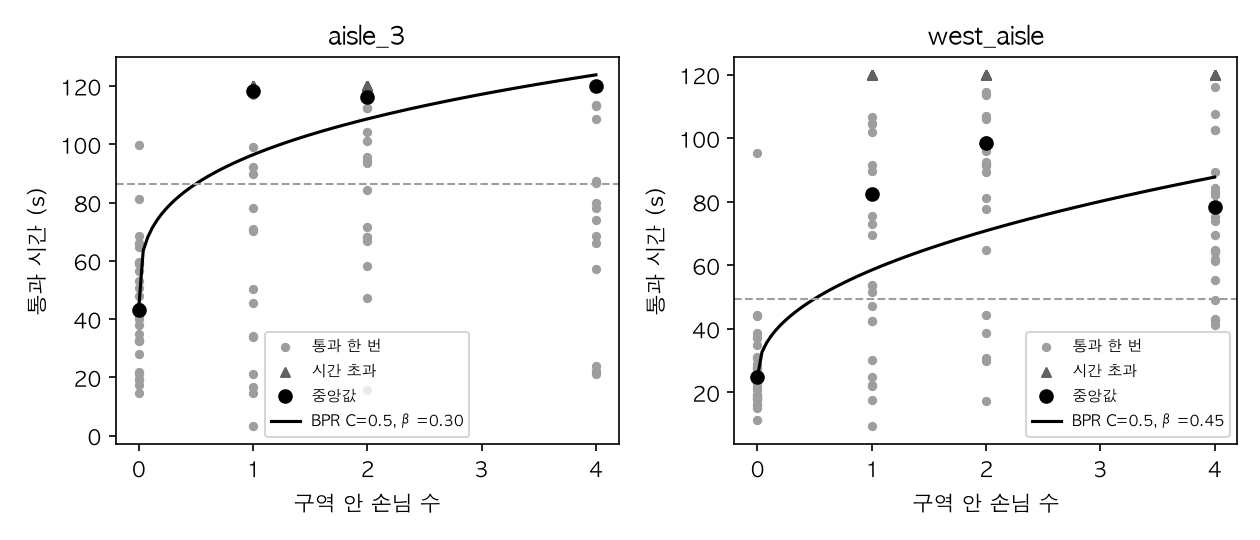 aisle_3
통과 시간 (s)
120
100
80
60
40
20
0
통과 한 번
시간 초과
중앙값
BPR C=0.5, β =0.30
0 1 2 3 4
구역 안 손님 수
west_aisle
통과 시간 (s)
120
100
80
60
40
20
통과 한 번
시간 초과
중앙값
BPR C=0.5, β =0.45
0 1 2 3 4
구역 안 손님 수